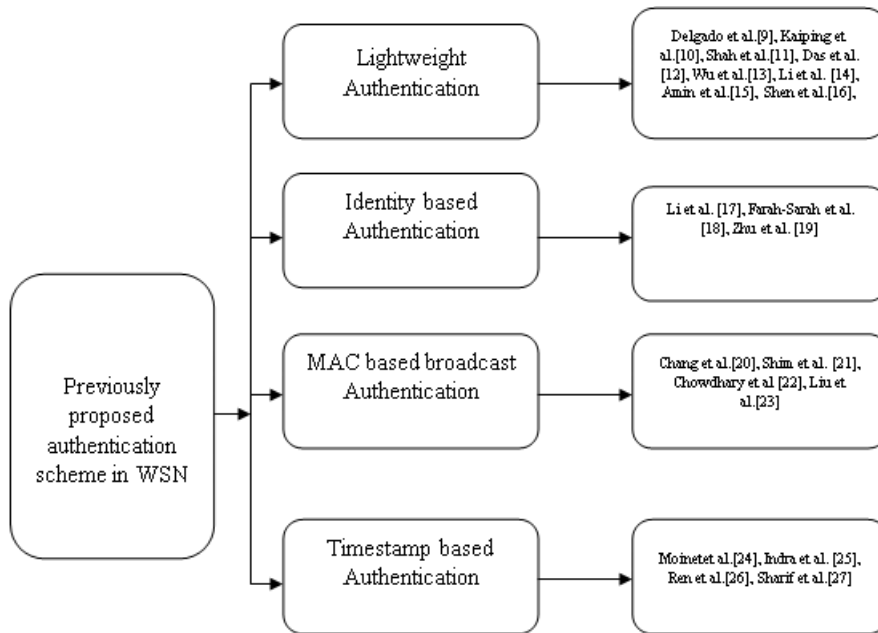 Previously
proposed
authentication
scheme in WSN
Lightweight
Authentication
Delgado et al.[9], Kaiping et
al.[10], Shah et al.[11], Das et al.
[12], Wu et al.[13], Li et al. [14],
Amin et al.[15], Shen et al.[16],
Identity based
Authentication
Li et al. [17], Farah-Sarah et al.
[18], Zhu et al. [19]
MAC based broadcast
Authentication
Chang et al.[20], Shim et al. [21],
Chowdhary et al [22], Liu et
al.[23]
Timestamp based
Authentication
Moinetet al.[24], Indra et al. [25],
Ren et al.[26], Sharif et al.[27]